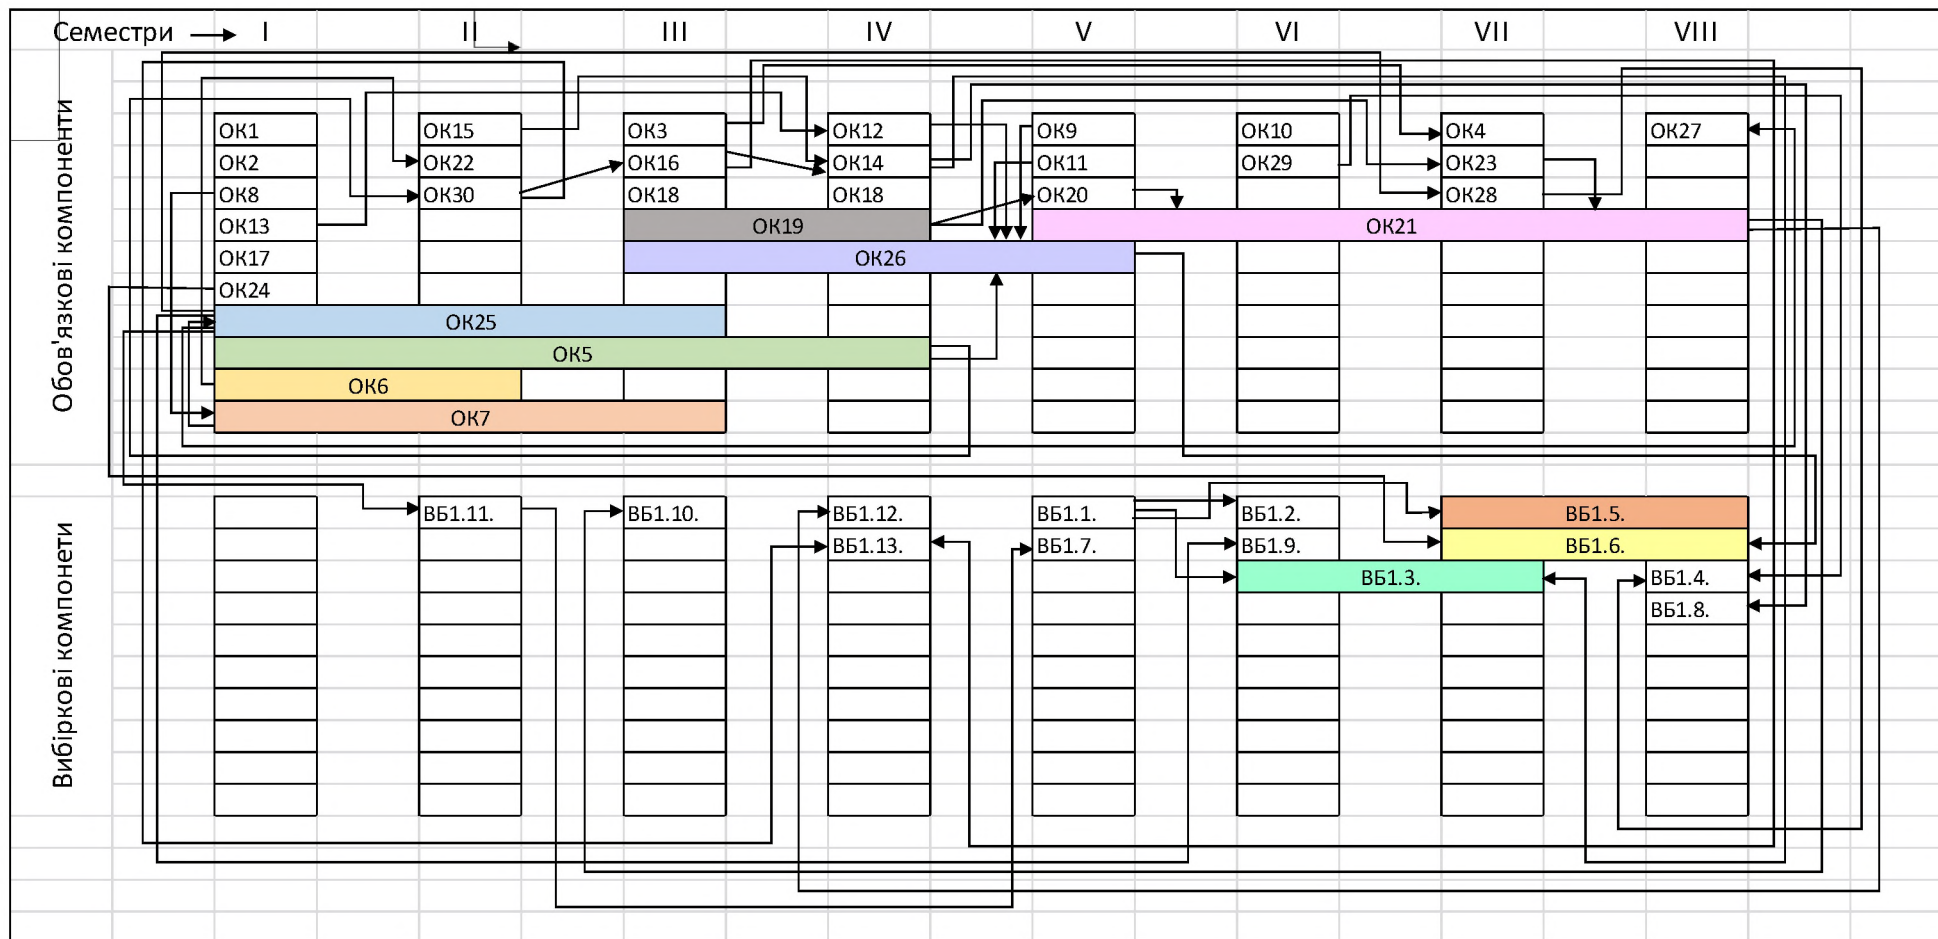 Семестри I II III IV V VI VII VIII
Обов'язкові компоненти
ОК1 ОК15 ОК3 ОК12 ОК9 ОК10 ОК4 ОК27
ОК2 ОК22 ОК16 ОК14 ОК11 ОК29 ОК23
ОК8 ОК30 ОК18 ОК18 ОК20 ОК28
ОК13 ОК19 ОК21
ОК17 ОК26
ОК24
ОК25
ОК5
ОК6
ОК7
Вибіркові компонети
ВБ1.11. ВБ1.10. ВБ1.12. ВБ1.1. ВБ1.2. ВБ1.5.
ВБ1.13. ВБ1.7. ВБ1.9. ВБ1.6.
ВБ1.3. ВБ1.4.
ВБ1.8.